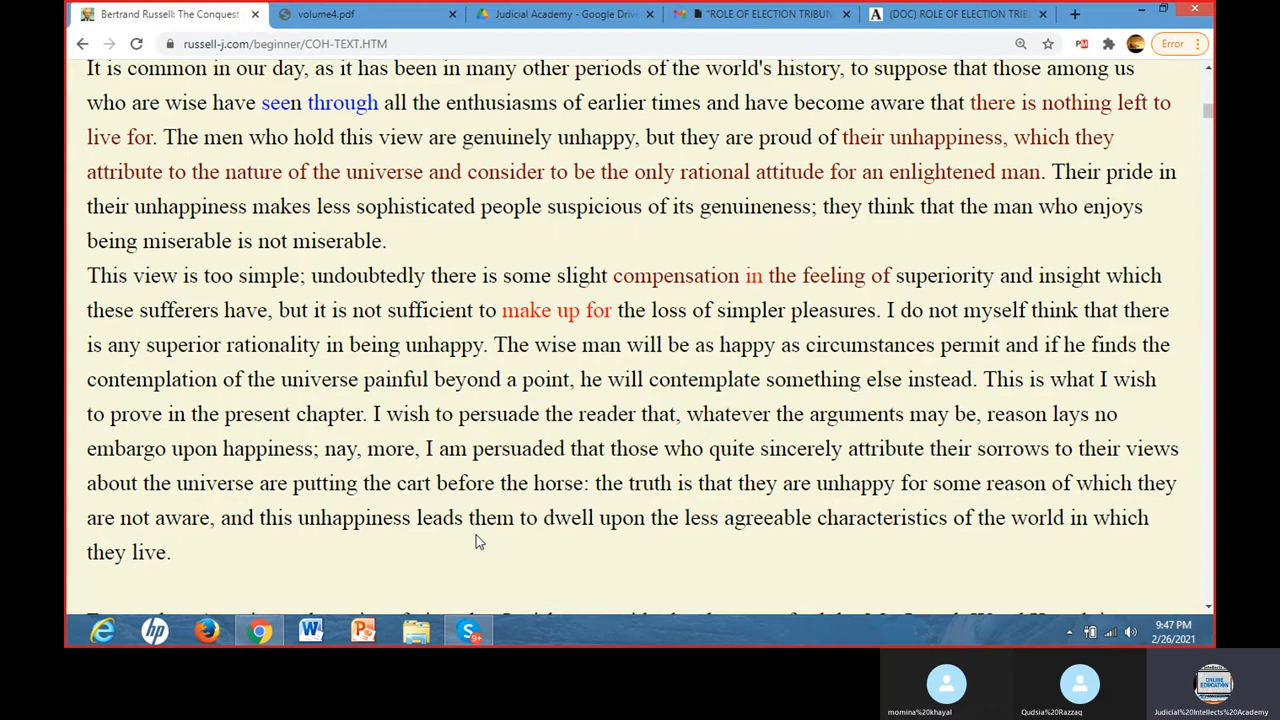 Bertrand Russell: The Conquest
volume4.pdf
Judicial Academy - Google Drive
"ROLE OF ELECTION TRIBUN
(DOC) ROLE OF ELECTION TRIB
russell-j.com/beginner/COH-TEXT.HTM
Error
It is common in our day, as it has been in many other periods of the world's history, to suppose that those among us
who are wise have seen through all the enthusiasms of earlier times and have become aware that there is nothing left to
live for. The men who hold this view are genuinely unhappy, but they are proud of their unhappiness, which they
attribute to the nature of the universe and consider to be the only rational attitude for an enlightened man. Their pride in
their unhappiness makes less sophisticated people suspicious of its genuineness; they think that the man who enjoys
being miserable is not miserable.
This view is too simple; undoubtedly there is some slight compensation in the feeling of superiority and insight which
these sufferers have, but it is not sufficient to make up for the loss of simpler pleasures. I do not myself think that there
is any superior rationality in being unhappy. The wise man will be as happy as circumstances permit and if he finds the
contemplation of the universe painful beyond a point, he will contemplate something else instead. This is what I wish
to prove in the present chapter. I wish to persuade the reader that, whatever the arguments may be, reason lays no
embargo upon happiness; nay, more, I am persuaded that those who quite sincerely attribute their sorrows to their views
about the universe are putting the cart before the horse: the truth is that they are unhappy for some reason of which they
are not aware, and this unhappiness leads them to dwell upon the less agreeable characteristics of the world in which
they live.
9+
9:47 PM
2/26/2021
ONLINE
EDUCATION
momina%20khayal
Qudsia%20Razzaq
Judicial%20Intellects%20Academy